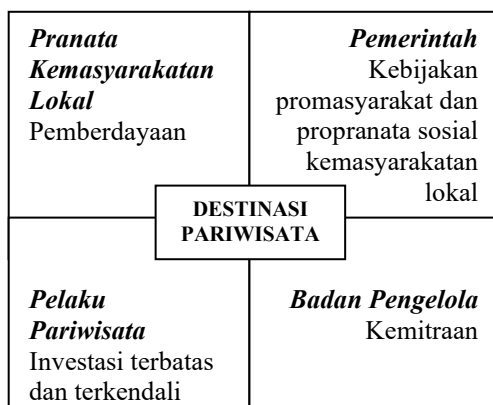 Pranata
Kemasyarakatan
Lokal
Pemberdayaan
Pemerintah
Kebijakan
promasyarakat dan
propranata sosial
kemasyarakatan
lokal
DESTINASI
PARIWISATA
Pelaku
Pariwisata
Investasi terbatas
dan terkendali
Badan Pengelola
Kemitraan